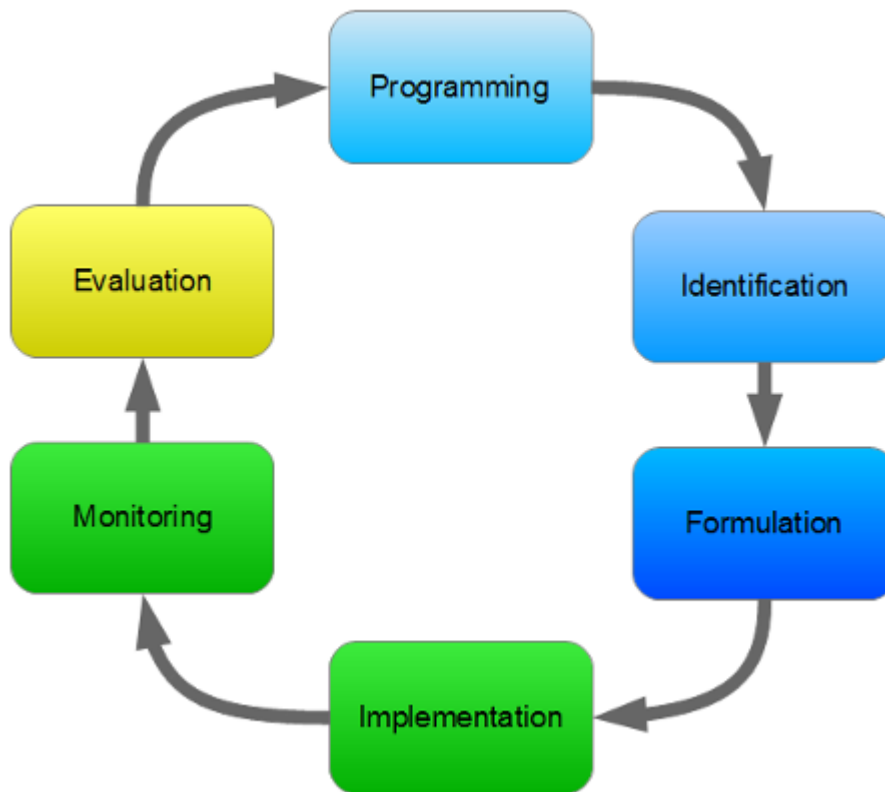 Programming
Identification
Formulation
Implementation
Monitoring
Evaluation